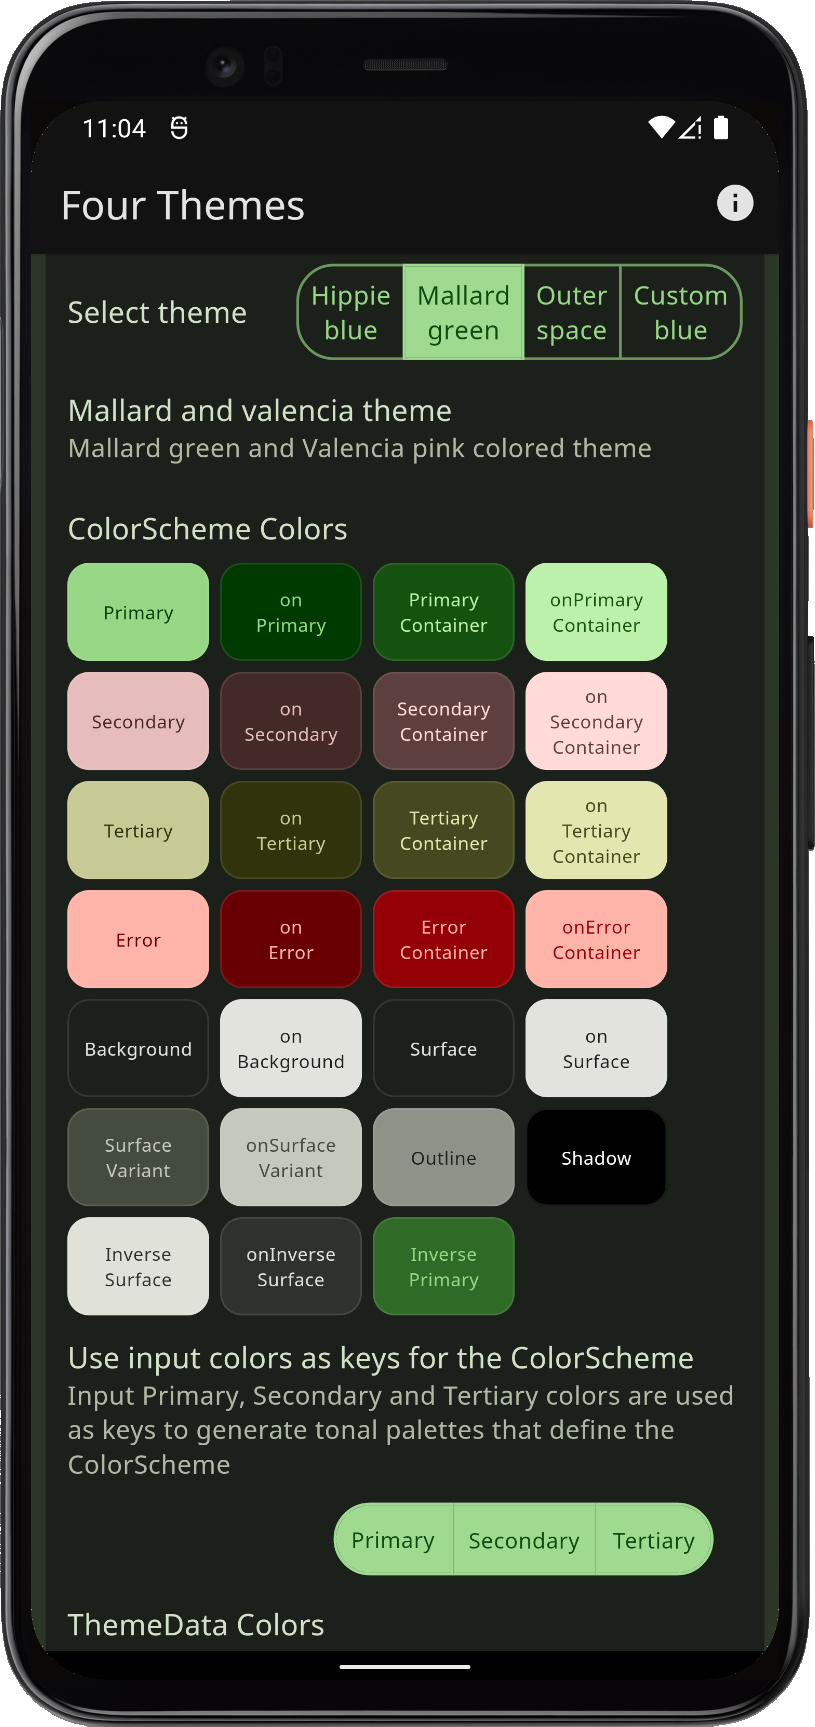 11:04
Four Themes
Select theme
Hippie
blue
Mallard
green
Outer
space
Custom
blue
Mallard and valencia theme
Mallard green and Valencia pink colored theme
ColorScheme Colors
Primary
on
Primary
Primary
Container
onPrimary
Container
Secondary
on
Secondary
Secondary
Container
on
Secondary
Container
Tertiary
on
Tertiary
Tertiary
Container
on
Tertiary
Container
Error
on
Error
Error
Container
onError
Container
Background
on
Background
Surface
on
Surface
Surface
Variant
onSurface
Variant
Outline
Shadow
Inverse
Surface
onInverse
Surface
Inverse
Primary
Use input colors as keys for the ColorScheme
Input Primary, Secondary and Tertiary colors are used
as keys to generate tonal palettes that define the
ColorScheme
Primary
Secondary
Tertiary
ThemeData Colors